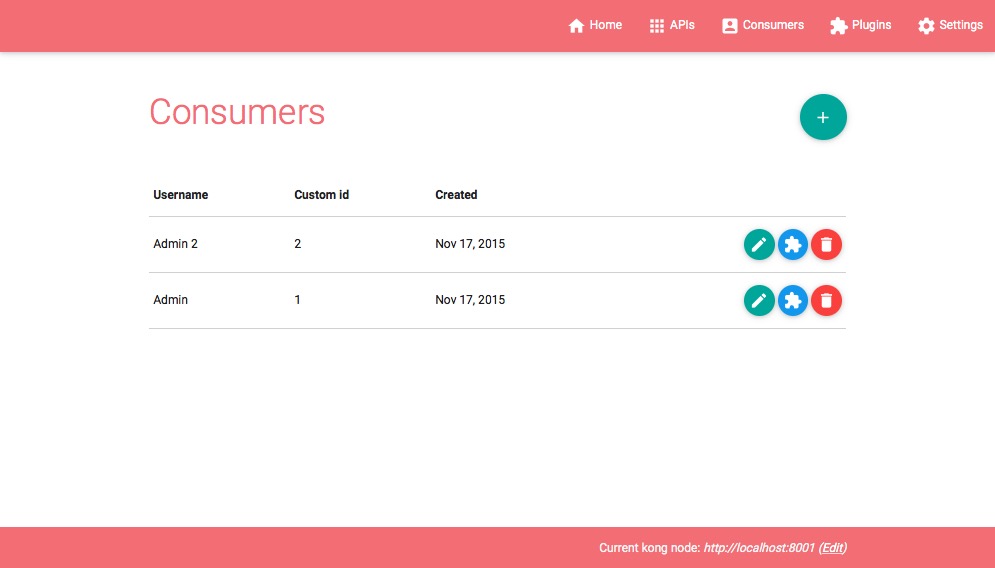 Home APIs Consumers Plugins Settings
Consumers
+
Username Custom id Created
Admin 2 2 Nov 17, 2015
Admin 1 Nov 17, 2015
Current kong node: http://localhost:8001 (Edit)